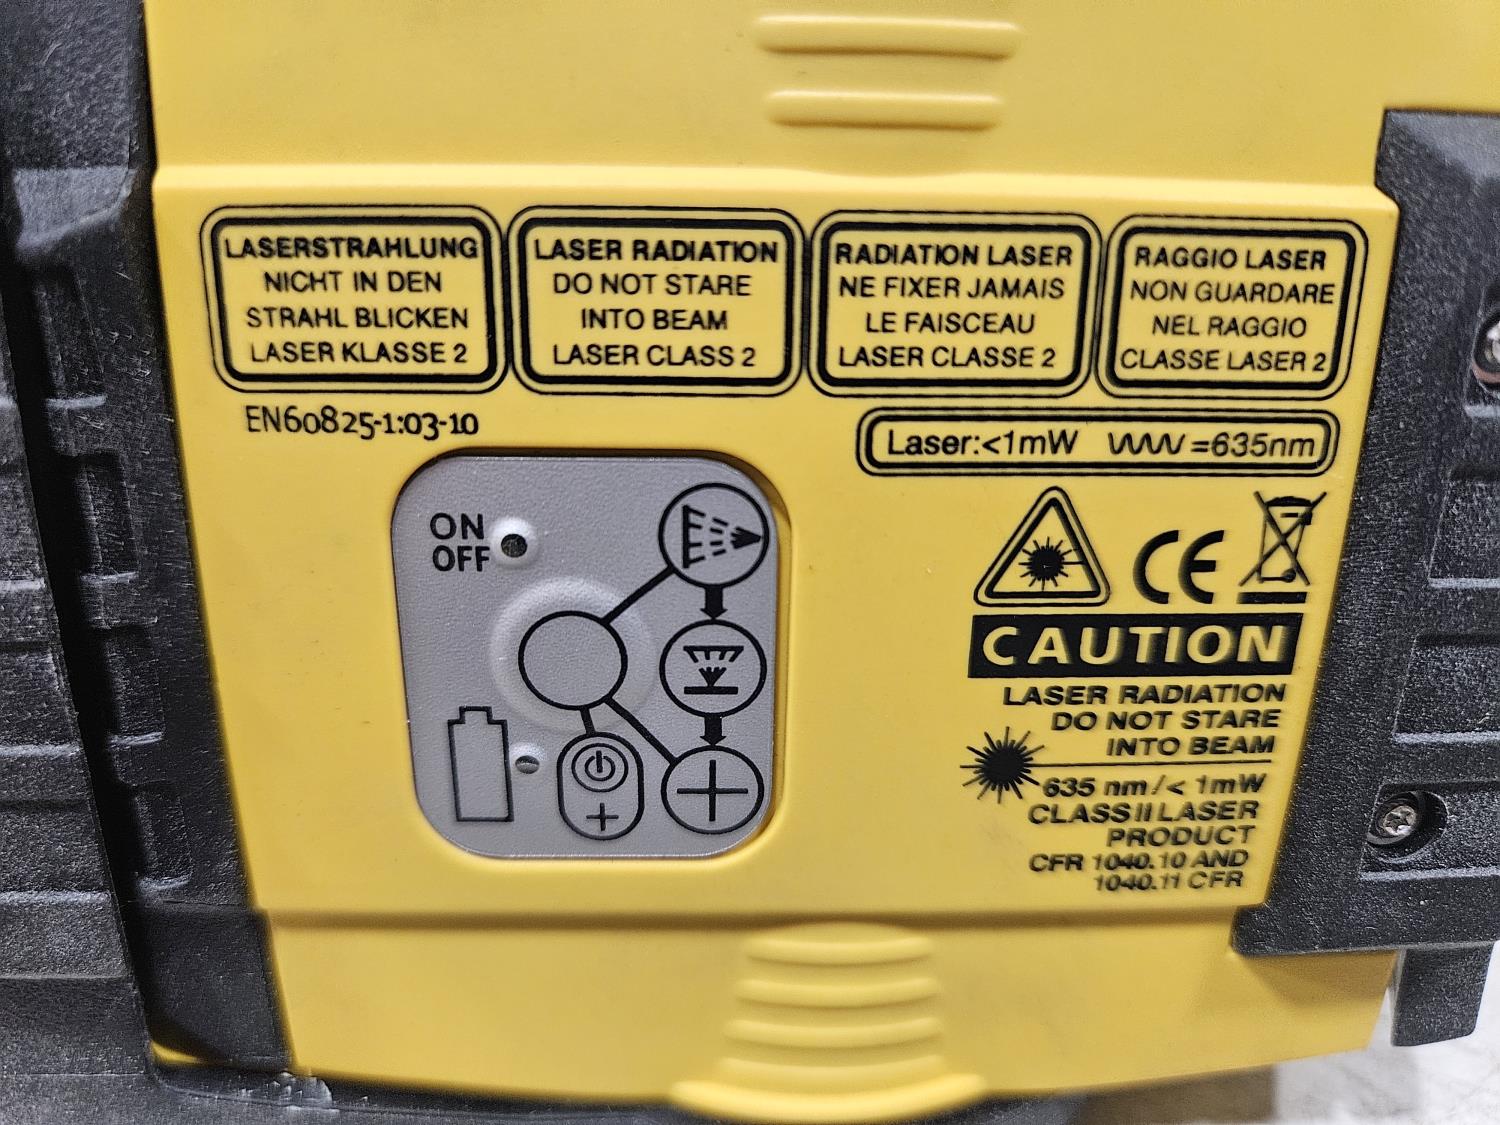 LASERSTRAHLUNG
NICHT IN DEN
STRAHL BLICKEN
LASER KLASSE 2
LASER RADIATION
DO NOT STARE
INTO BEAM
LASER CLASS 2
RADIATION LASER
NE FIXER JAMAIS
LE FAISCEAU
LASER CLASSE 2
RAGGIO LASER
NON GUARDARE
NEL RAGGIO
CLASSE LASER 2
EN60825-1:03-10
Laser:<1mW =635nm
ON
OFF
CE
CAUTION
LASER RADIATION
DO NOT STARE
INTO BEAM
635 nm/< 1mW
CLASS II LASER
PRODUCT
CFR 1040.10 AND
1040.11 CFR